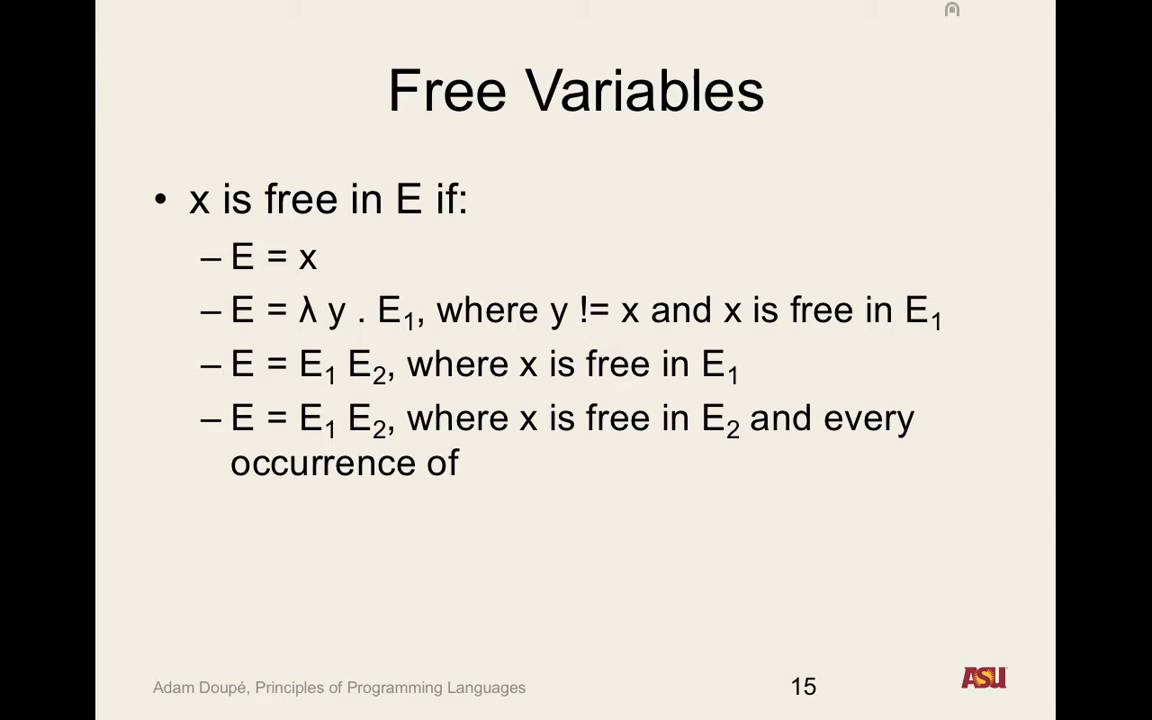 Free Variables
• x is free in E if:
– E = x
– E = λ y . E₁, where y != x and x is free in E₁
– E = E₁ E₂, where x is free in E₁
– E = E₁ E₂, where x is free in E₂ and every
occurrence of
Adam Doupé, Principles of Programming Languages
15
ASU